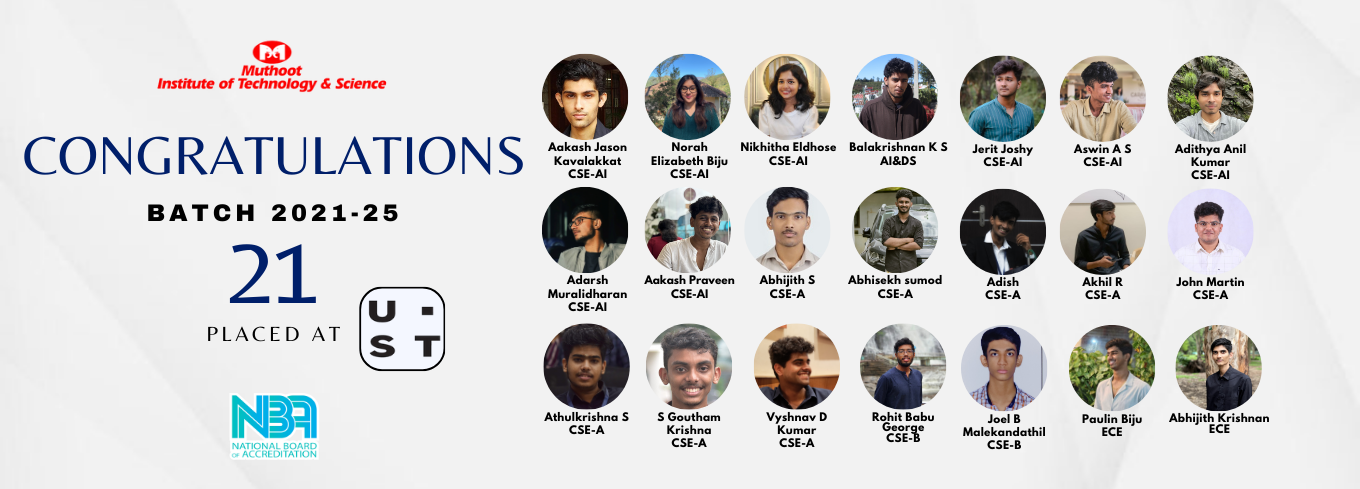 Muthoot
Institute of Technology & Science
CONGRATULATIONS
BATCH 2021-25
21
PLACED AT
U·
ST
NBA
NATIONAL BOARD
OF ACCREDITATION
Aakash Jason
Kavalakkat
CSE-AI
Norah
Elizabeth Biju
CSE-AI
Nikhitha Eldhose
CSE-AI
Balakrishnan K S
AI&DS
Jerit Joshy
CSE-AI
Aswin A S
CSE-AI
Adithya Anil
Kumar
CSE-AI
Adarsh
Muralidharan
CSE-AI
Aakash Praveen
CSE-AI
Abhijith S
CSE-A
Abhisekh sumod
CSE-A
Adish
CSE-A
Akhil R
CSE-A
John Martin
CSE-A
Athulkrishna S
CSE-A
S Goutham
Krishna
CSE-A
Vyshnav D
Kumar
CSE-A
Rohit Babu
George
CSE-B
Joel B
Malekandathil
CSE-B
Paulin Biju
ECE
Abhijith Krishnan
ECE